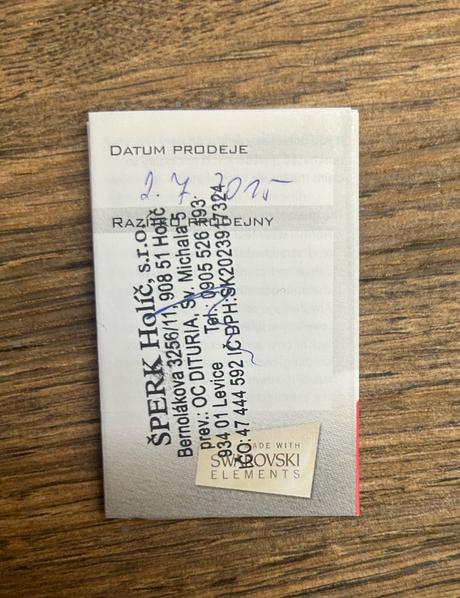 DATUM PRODEJE
2. 7. 2015
RAZÍTKO PRODEJNY
ŠPERK Holíč, s.r.o.
Bernolákova 3256/11, 908 51 Holíč
prev.: OC DITURIA, Sv. Michala 5
934 01 Levice Tel.: 0905 526 493
IČO: 47 444 592 IČ DPH:SK2023917324
MADE WITH
SWAROVSKI
ELEMENTS